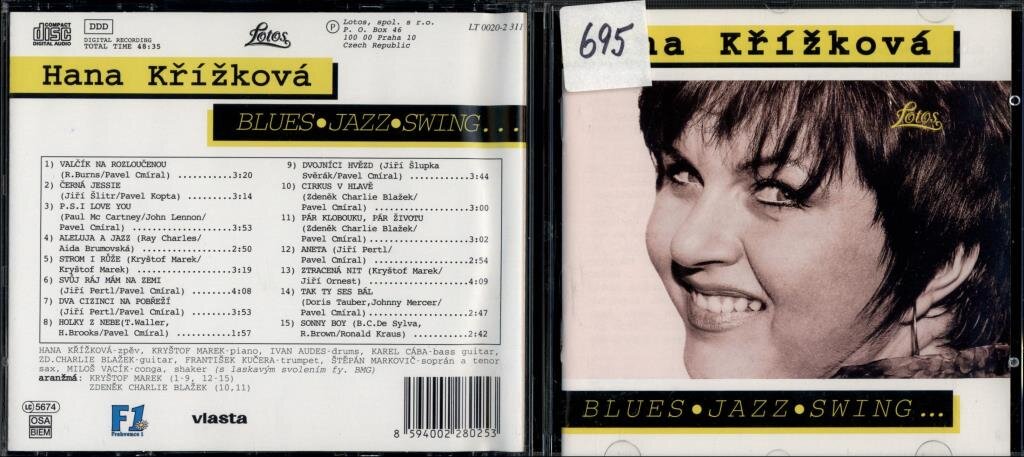 COMPACT
disc
DIGITAL AUDIO
DDD
DIGITAL RECORDING
TOTAL TIME 48:35
Lotos
P Lotos, spol. s r.o.
P. O. Box 46
100 00 Praha 10
Czech Republic
LT 0020-2 311
Hana Křížková
BLUES•JAZZ•SWING...
1) VALČÍK NA ROZLOUČENOU
(R.Burns/Pavel Cmíral) ............3:20
2) ČERNÁ JESSIE
(Jiří Šlitr/Pavel Kopta) ...........3:14
3) P.S.I LOVE YOU
(Paul Mc Cartney/John Lennon/
Pavel Cmíral) ......................3:53
4) ALELUJA A JAZZ (Ray Charles/
Aida Brumovská) ...................2:50
5) STROM I RŮŽE (Kryštof Marek/
Kryštof Marek) .....................3:19
6) SVŮJ RÁJ MÁM NA ZEMI
(Jiří Pertl/Pavel Cmíral) ........4:08
7) DVA CIZINCI NA POBŘEŽÍ
(Jiří Pertl/Pavel Cmíral) .........3:53
8) HOLKY Z NEBE(T.Waller,
H.Brooks/Pavel Cmíral) ............1:57
9) DVOJNÍCI HVĚZD (Jiří Šlupka
Svěrák/Pavel Cmíral) .............3:44
10) CIRKUS V HLAVĚ
(Zdeněk Charlie Blažek/
Pavel Cmíral) ......................3:00
11) PÁR KLOBOUKU, PÁR ŽIVOTU
(Zdeněk Charlie Blažek/
Pavel Cmíral) ......................3:02
12) ANETA (Jiří Pertl/
Pavel Cmíral) ......................2:54
13) ZTRACENÁ NIT (Kryštof Marek/
Jiří Ornest) .......................4:09
14) TAK TY SES BÁL
(Doris Tauber,Johnny Mercer/
Pavel Cmíral) ......................2:47
15) SONNY BOY (B.C.De Sylva,
R.Brown/Ronald Kraus) ............2:42
HANA KŘÍŽKOVÁ-zpěv, KRYŠTOF MAREK-piano, IVAN AUDES-drums, KAREL CÁBA-bass guitar,
ZD.CHARLIE BLAŽEK-guitar, FRANTIŠEK KUČERA-trumpet, ŠTĚPÁN MARKOVIČ-soprán a tenor
sax, MILOŠ VACÍK-conga, shaker (s laskavým svolením fy. BMG)
aranžmá: KRYŠTOF MAREK (1-9, 12-15)
ZDENĚK CHARLIE BLAŽEK (10,11)
LC 5674
OSA
BIEM
F1
Frekvence 1
vlasta
8 594002 280253
695
na Křížková
Lotos
BLUES•JAZZ•SWING...